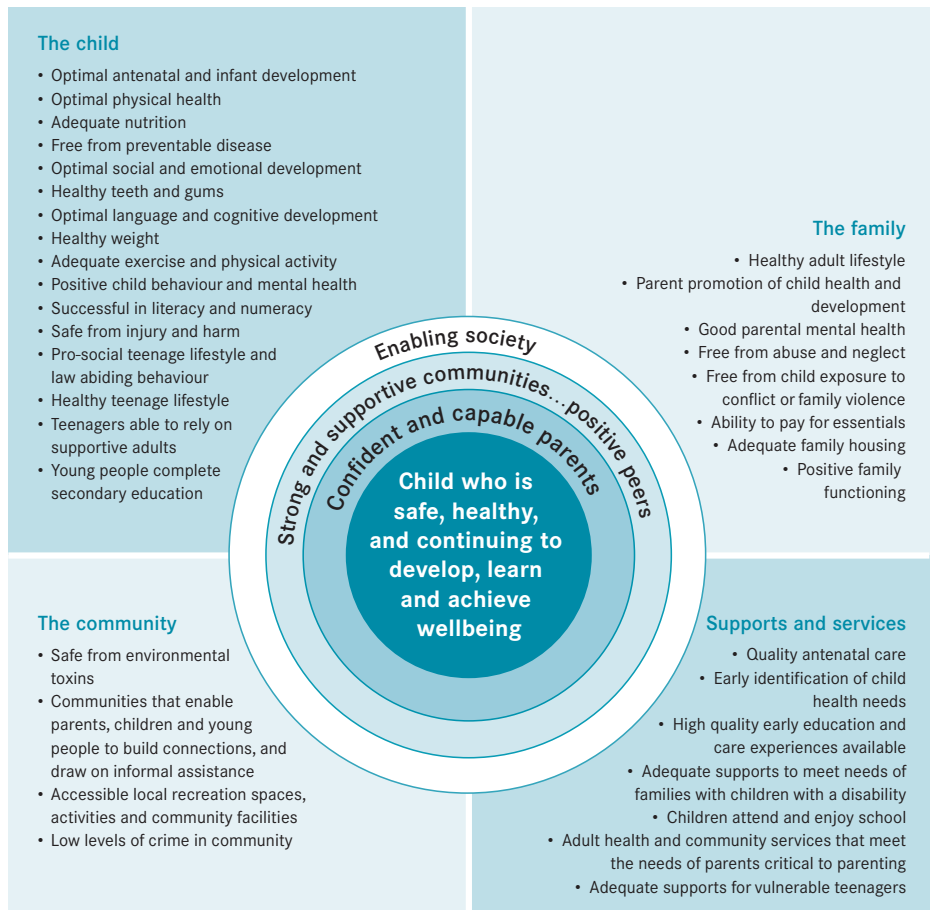 The child
• Optimal antenatal and infant development
• Optimal physical health
• Adequate nutrition
• Free from preventable disease
• Optimal social and emotional development
• Healthy teeth and gums
• Optimal language and cognitive development
• Healthy weight
• Adequate exercise and physical activity
• Positive child behaviour and mental health
• Successful in literacy and numeracy
• Safe from injury and harm
• Pro-social teenage lifestyle and
law abiding behaviour
• Healthy teenage lifestyle
• Teenagers able to rely on
supportive adults
• Young people complete
secondary education
The family
• Healthy adult lifestyle
• Parent promotion of child health and
development
• Good parental mental health
• Free from abuse and neglect
• Free from child exposure to
conflict or family violence
• Ability to pay for essentials
• Adequate family housing
• Positive family
functioning
Enabling society
Strong and supportive communities...positive peers
Confident and capable parents
Child who is
safe, healthy,
and continuing to
develop, learn
and achieve
wellbeing
The community
• Safe from environmental
toxins
• Communities that enable
parents, children and young
people to build connections, and
draw on informal assistance
• Accessible local recreation spaces,
activities and community facilities
• Low levels of crime in community
Supports and services
• Quality antenatal care
• Early identification of child
health needs
• High quality early education and
care experiences available
• Adequate supports to meet needs of
families with children with a disability
• Children attend and enjoy school
• Adult health and community services that meet
the needs of parents critical to parenting
• Adequate supports for vulnerable teenagers